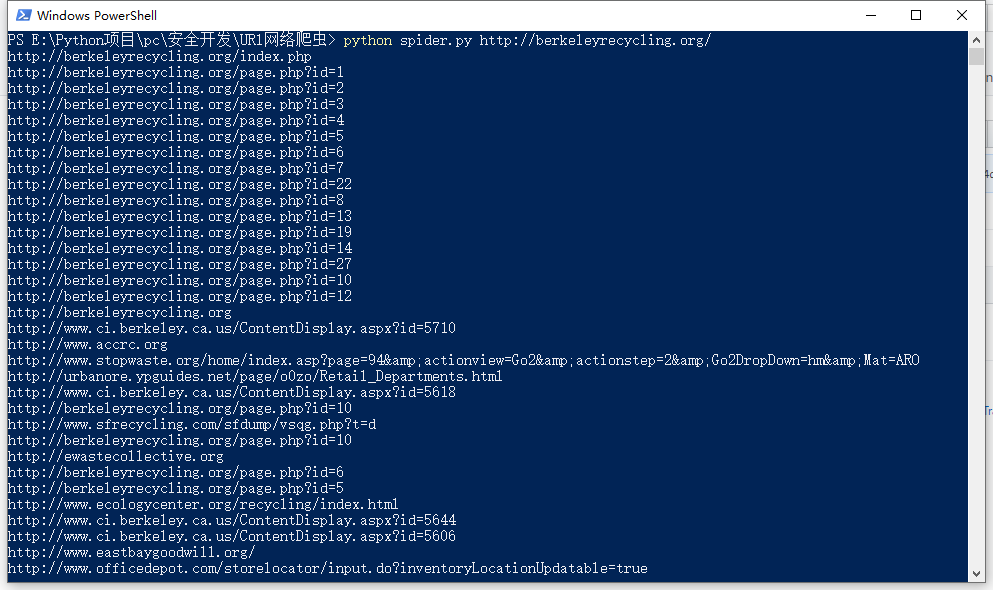 Windows PowerShell
PS E:\Python项目\pc\安全开发\UR1网络爬虫> python spider.py http://berkeleyrecycling.org/
http://berkeleyrecycling.org/index.php
http://berkeleyrecycling.org/page.php?id=1
http://berkeleyrecycling.org/page.php?id=2
http://berkeleyrecycling.org/page.php?id=3
http://berkeleyrecycling.org/page.php?id=4
http://berkeleyrecycling.org/page.php?id=5
http://berkeleyrecycling.org/page.php?id=6
http://berkeleyrecycling.org/page.php?id=7
http://berkeleyrecycling.org/page.php?id=22
http://berkeleyrecycling.org/page.php?id=8
http://berkeleyrecycling.org/page.php?id=13
http://berkeleyrecycling.org/page.php?id=19
http://berkeleyrecycling.org/page.php?id=14
http://berkeleyrecycling.org/page.php?id=27
http://berkeleyrecycling.org/page.php?id=10
http://berkeleyrecycling.org/page.php?id=12
http://berkeleyrecycling.org
http://www.ci.berkeley.ca.us/ContentDisplay.aspx?id=5710
http://www.accrc.org
http://www.stopwaste.org/home/index.asp?page=94&amp;actionview=Go2&amp;actionstep=2&amp;Go2DropDown=hm&amp;Mat=ARO
http://urbanore.ypguides.net/page/o0zo/Retail_Departments.html
http://www.ci.berkeley.ca.us/ContentDisplay.aspx?id=5618
http://berkeleyrecycling.org/page.php?id=10
http://www.sfrecycling.com/sfdump/vsqg.php?t=d
http://berkeleyrecycling.org/page.php?id=10
http://ewastecollective.org
http://berkeleyrecycling.org/page.php?id=6
http://berkeleyrecycling.org/page.php?id=5
http://www.ecologycenter.org/recycling/index.html
http://www.ci.berkeley.ca.us/ContentDisplay.aspx?id=5644
http://www.ci.berkeley.ca.us/ContentDisplay.aspx?id=5606
http://www.eastbaygoodwill.org/
http://www.officedepot.com/storelocator/input.do?inventoryLocationUpdatable=true